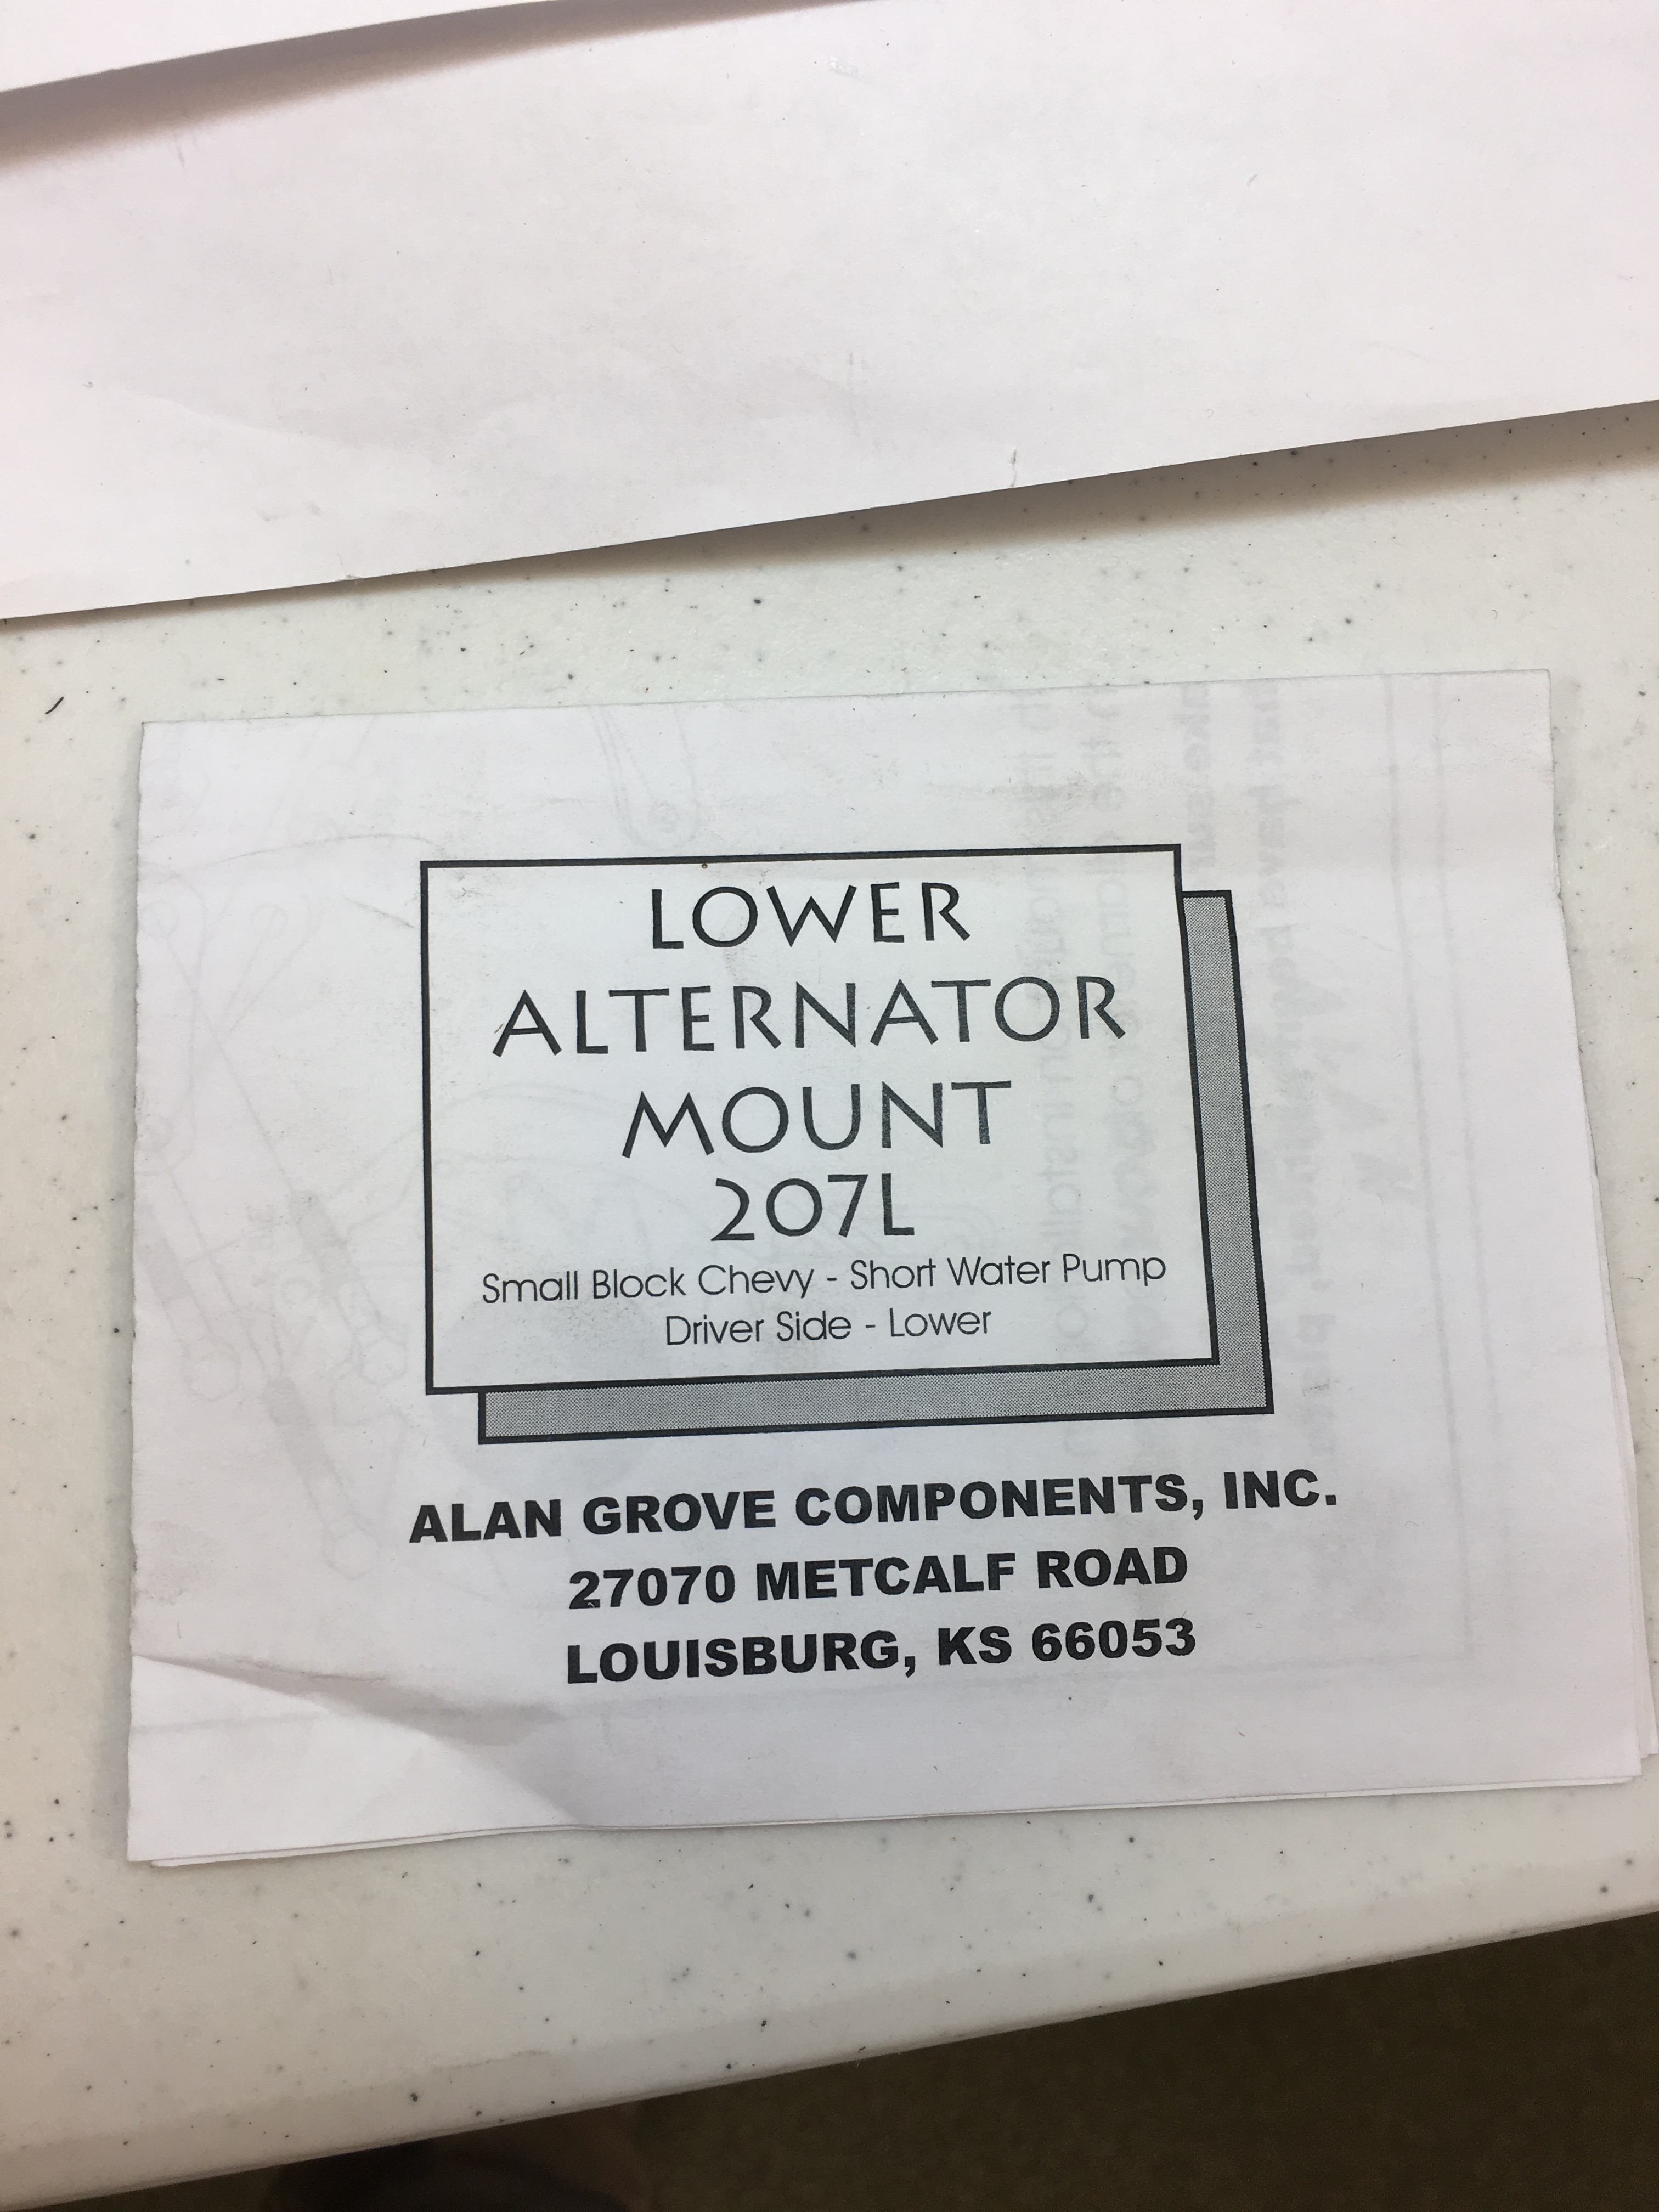 LOWER
ALTERNATOR
MOUNT
207L
Small Block Chevy - Short Water Pump
Driver Side - Lower
ALAN GROVE COMPONENTS, INC.
27070 METCALF ROAD
LOUISBURG, KS 66053